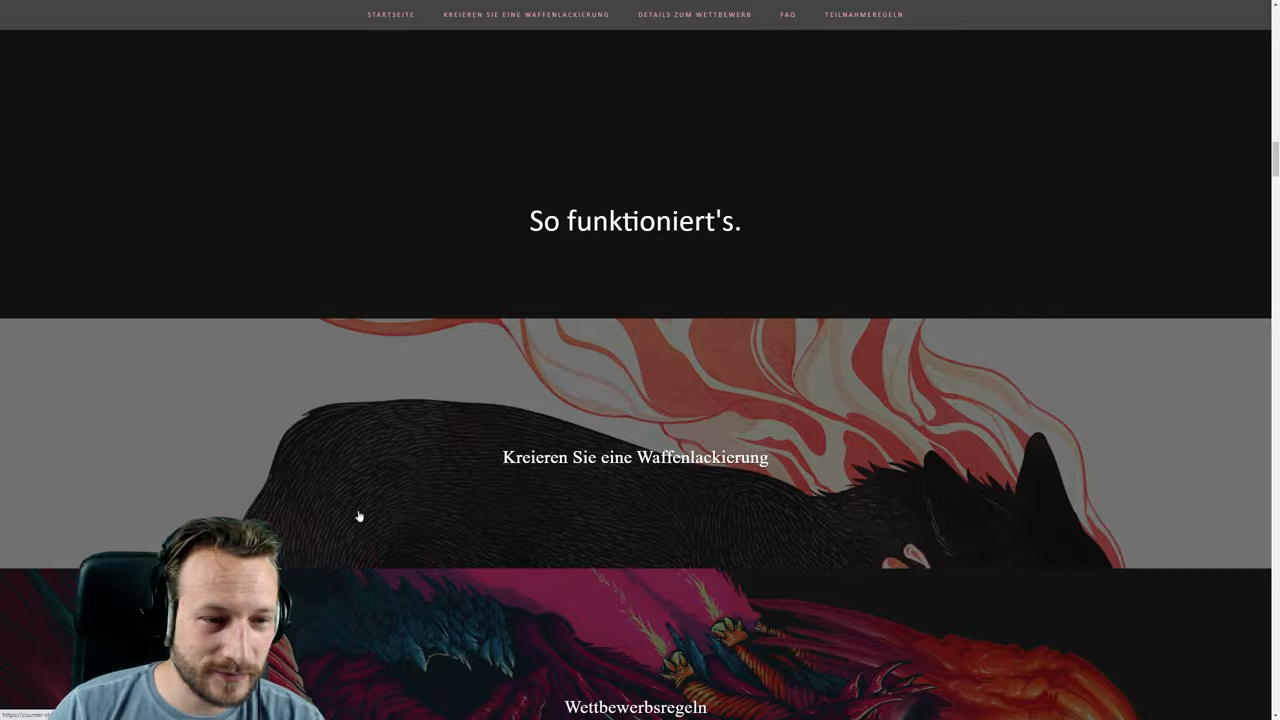 STARTSEITE KREIEREN SIE EINE WAFFENLACKIERUNG DETAILS ZUM WETTBEWERB FAQ TEILNAHMEREGELN
So funktioniert's.
Kreieren Sie eine Waffenlackierung
Wettbewerbsregeln